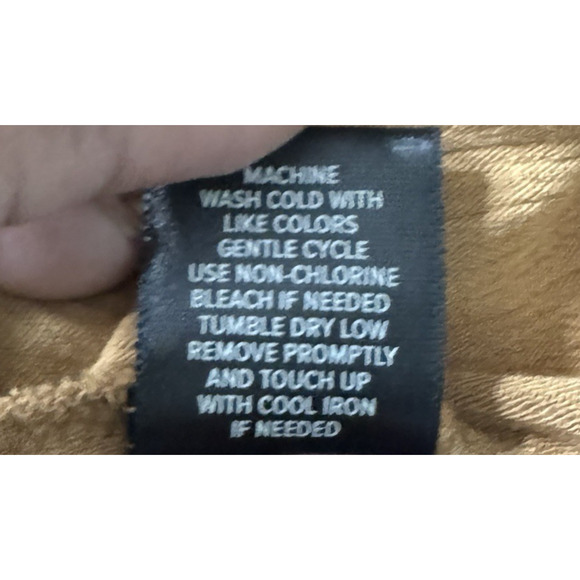 MACHINE
WASH COLD WITH
LIKE COLORS
GENTLE CYCLE
USE NON-CHLORINE
BLEACH IF NEEDED
TUMBLE DRY LOW
REMOVE PROMPTLY
AND TOUCH UP
WITH COOL IRON
IF NEEDED